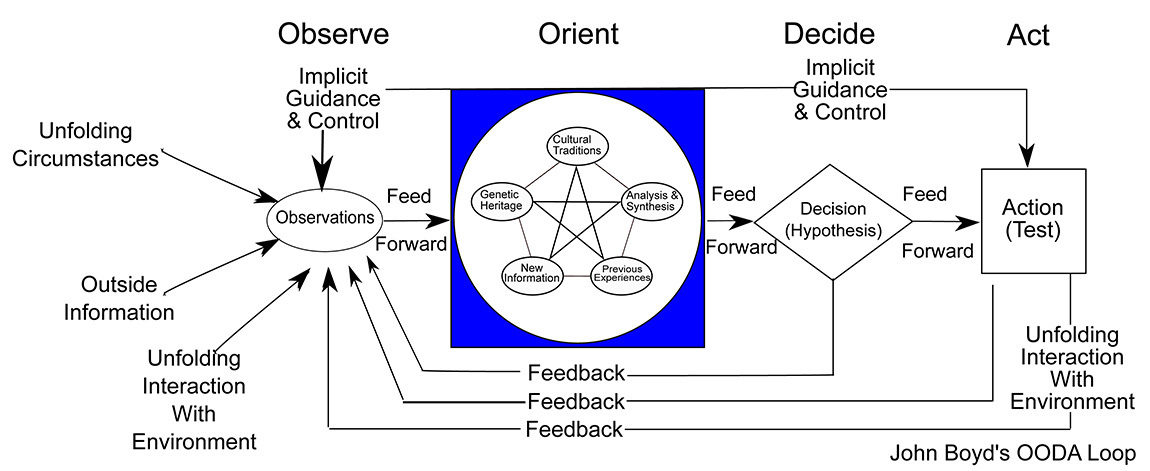 Observe
Orient
Decide
Act
Implicit
Guidance
& Control
Implicit
Guidance
& Control
Unfolding
Circumstances
Observations
Outside
Information
Unfolding
Interaction
With
Environment
Feed
Forward
Cultural
Traditions
Genetic
Heritage
Analysis &
Synthesis
New
Information
Previous
Experiences
Feed
Forward
Decision
(Hypothesis)
Feed
Forward
Action
(Test)
Unfolding
Interaction
With
Environment
Feedback
Feedback
Feedback
John Boyd's OODA Loop